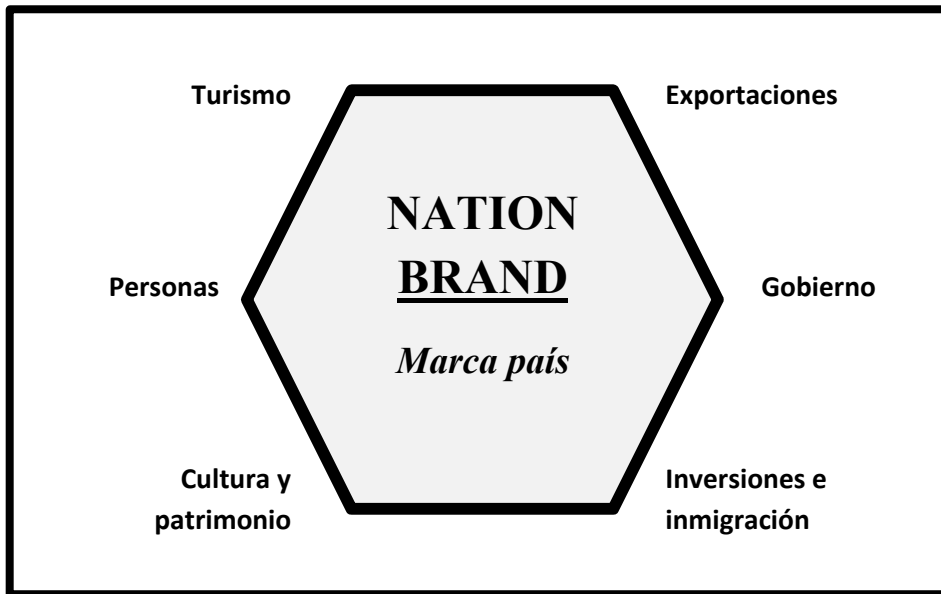 Turismo
Exportaciones
NATION
BRAND
Personas
Gobierno
Marca país
Cultura y
patrimonio
Inversiones e
inmigración